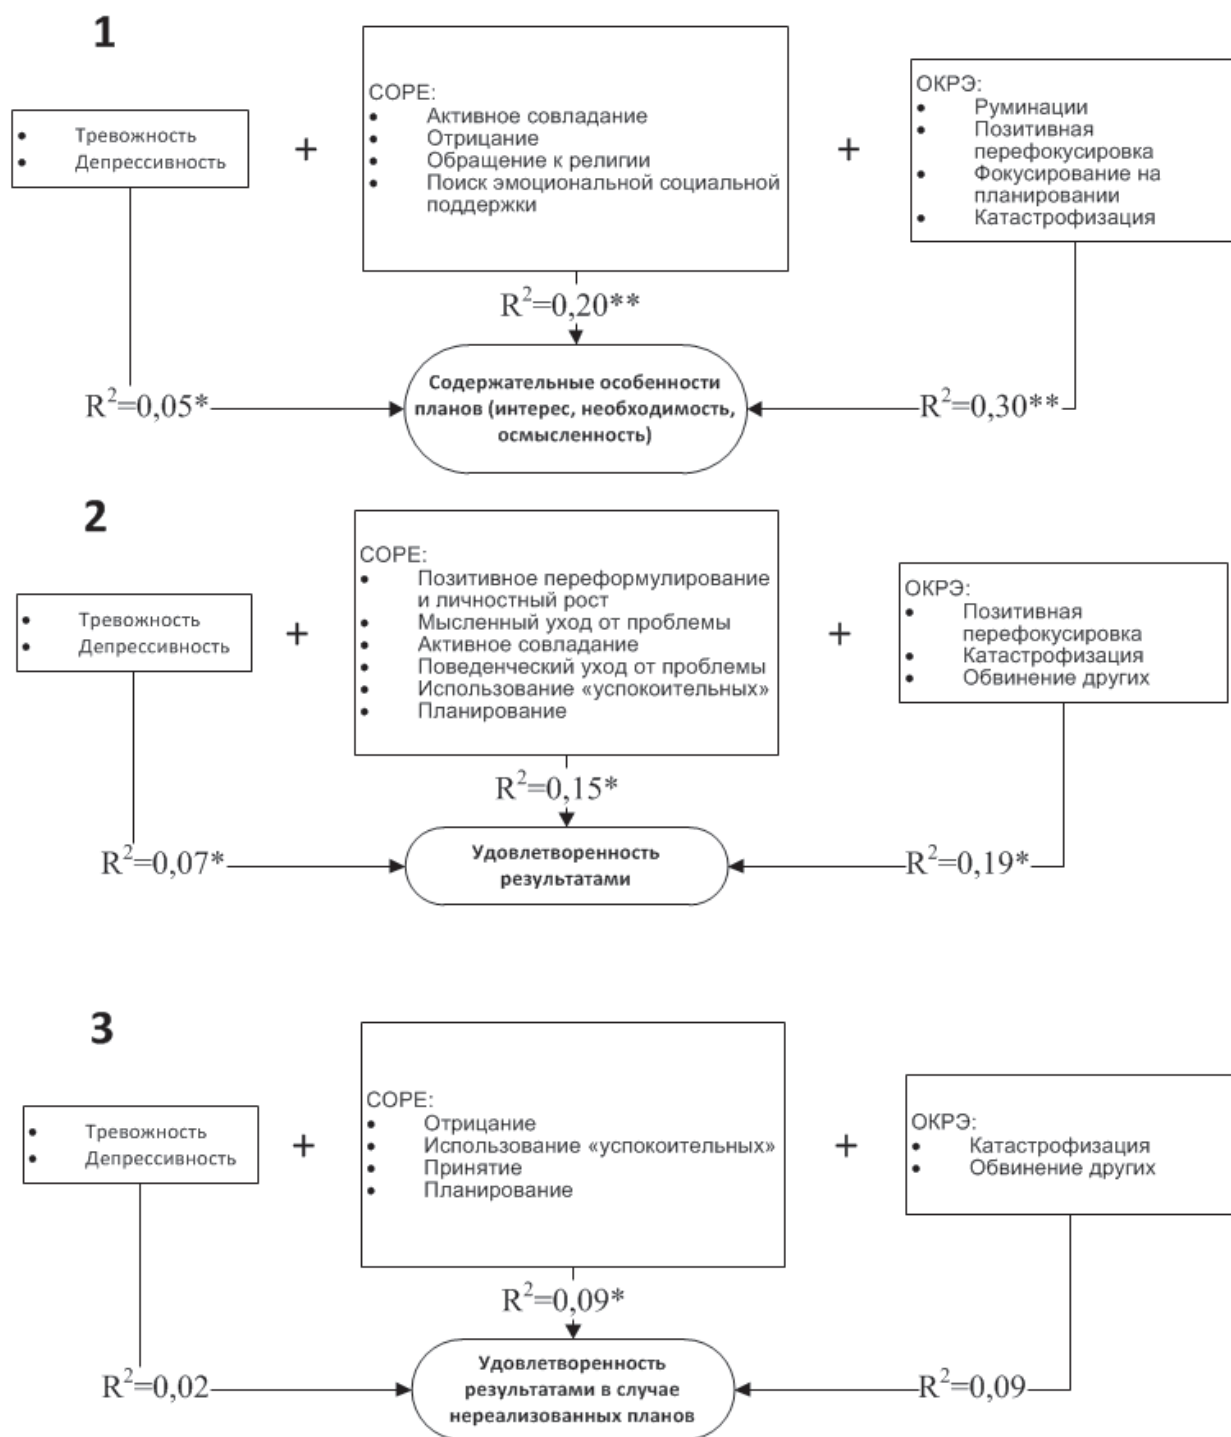 1
• Тревожность
• Депрессивность
+
COPE:
• Активное совладание
• Отрицание
• Обращение к религии
• Поиск эмоциональной социальной
поддержки
+
ОКРЭ:
• Руминации
• Позитивная
перефокусировка
• Фокусирование на
планировании
• Катастрофизация
R²=0,20**
R²=0,05*
Содержательные особенности
планов (интерес, необходимость,
осмысленность)
R²=0,30**
2
• Тревожность
• Депрессивность
+
COPE:
• Позитивное переформулирование
и личностный рост
• Мысленный уход от проблемы
• Активное совладание
• Поведенческий уход от проблемы
• Использование «успокоительных»
• Планирование
+
ОКРЭ:
• Позитивная
перефокусировка
• Катастрофизация
• Обвинение других
R²=0,15*
R²=0,07*
Удовлетворенность
результатами
R²=0,19*
3
• Тревожность
• Депрессивность
+
COPE:
• Отрицание
• Использование «успокоительных»
• Принятие
• Планирование
+
ОКРЭ:
• Катастрофизация
• Обвинение других
R²=0,09*
R²=0,02
Удовлетворенность
результатами в случае
нереализованных планов
R²=0,09